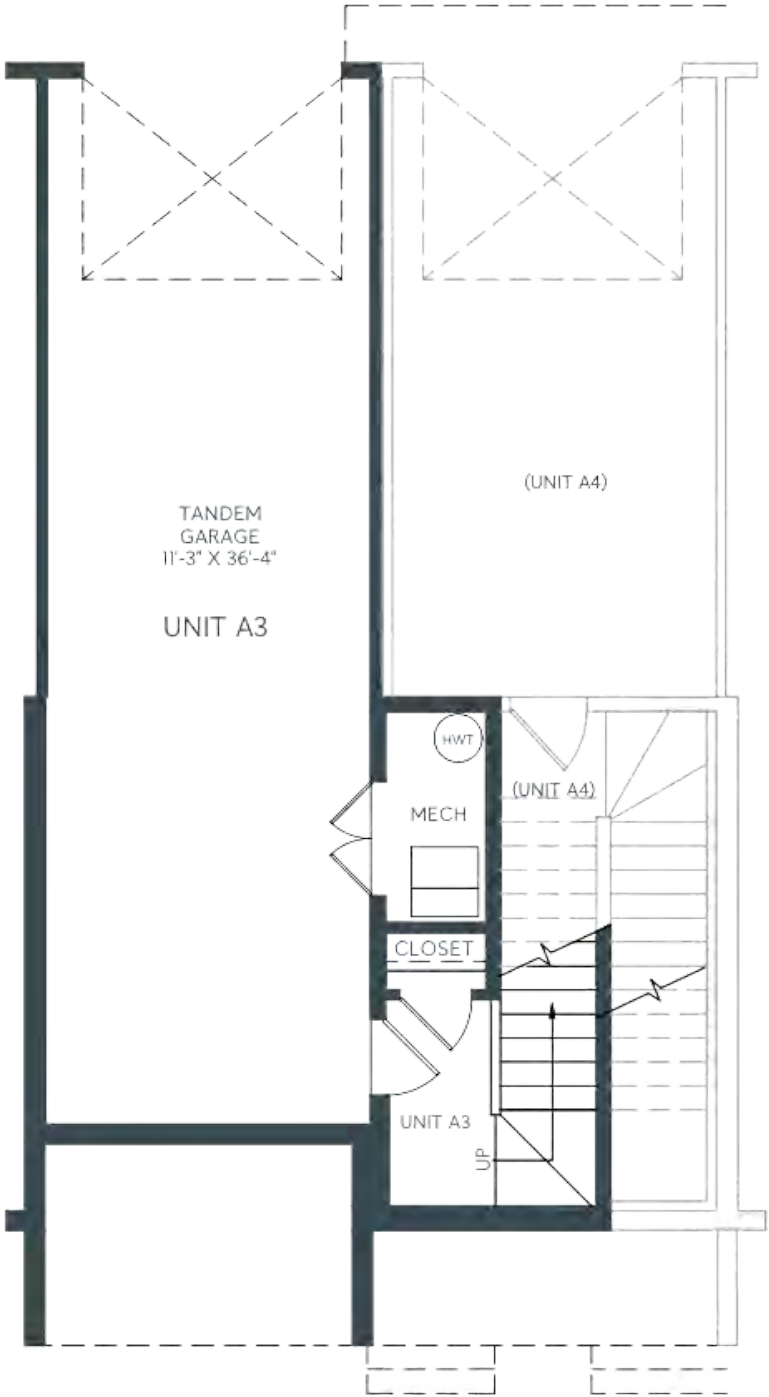 (UNIT A4)
TANDEM
GARAGE
11'-3" X 36'-4"
UNIT A3
HWT
(UNIT A4)
MECH
CLOSET
UNIT A3
UP